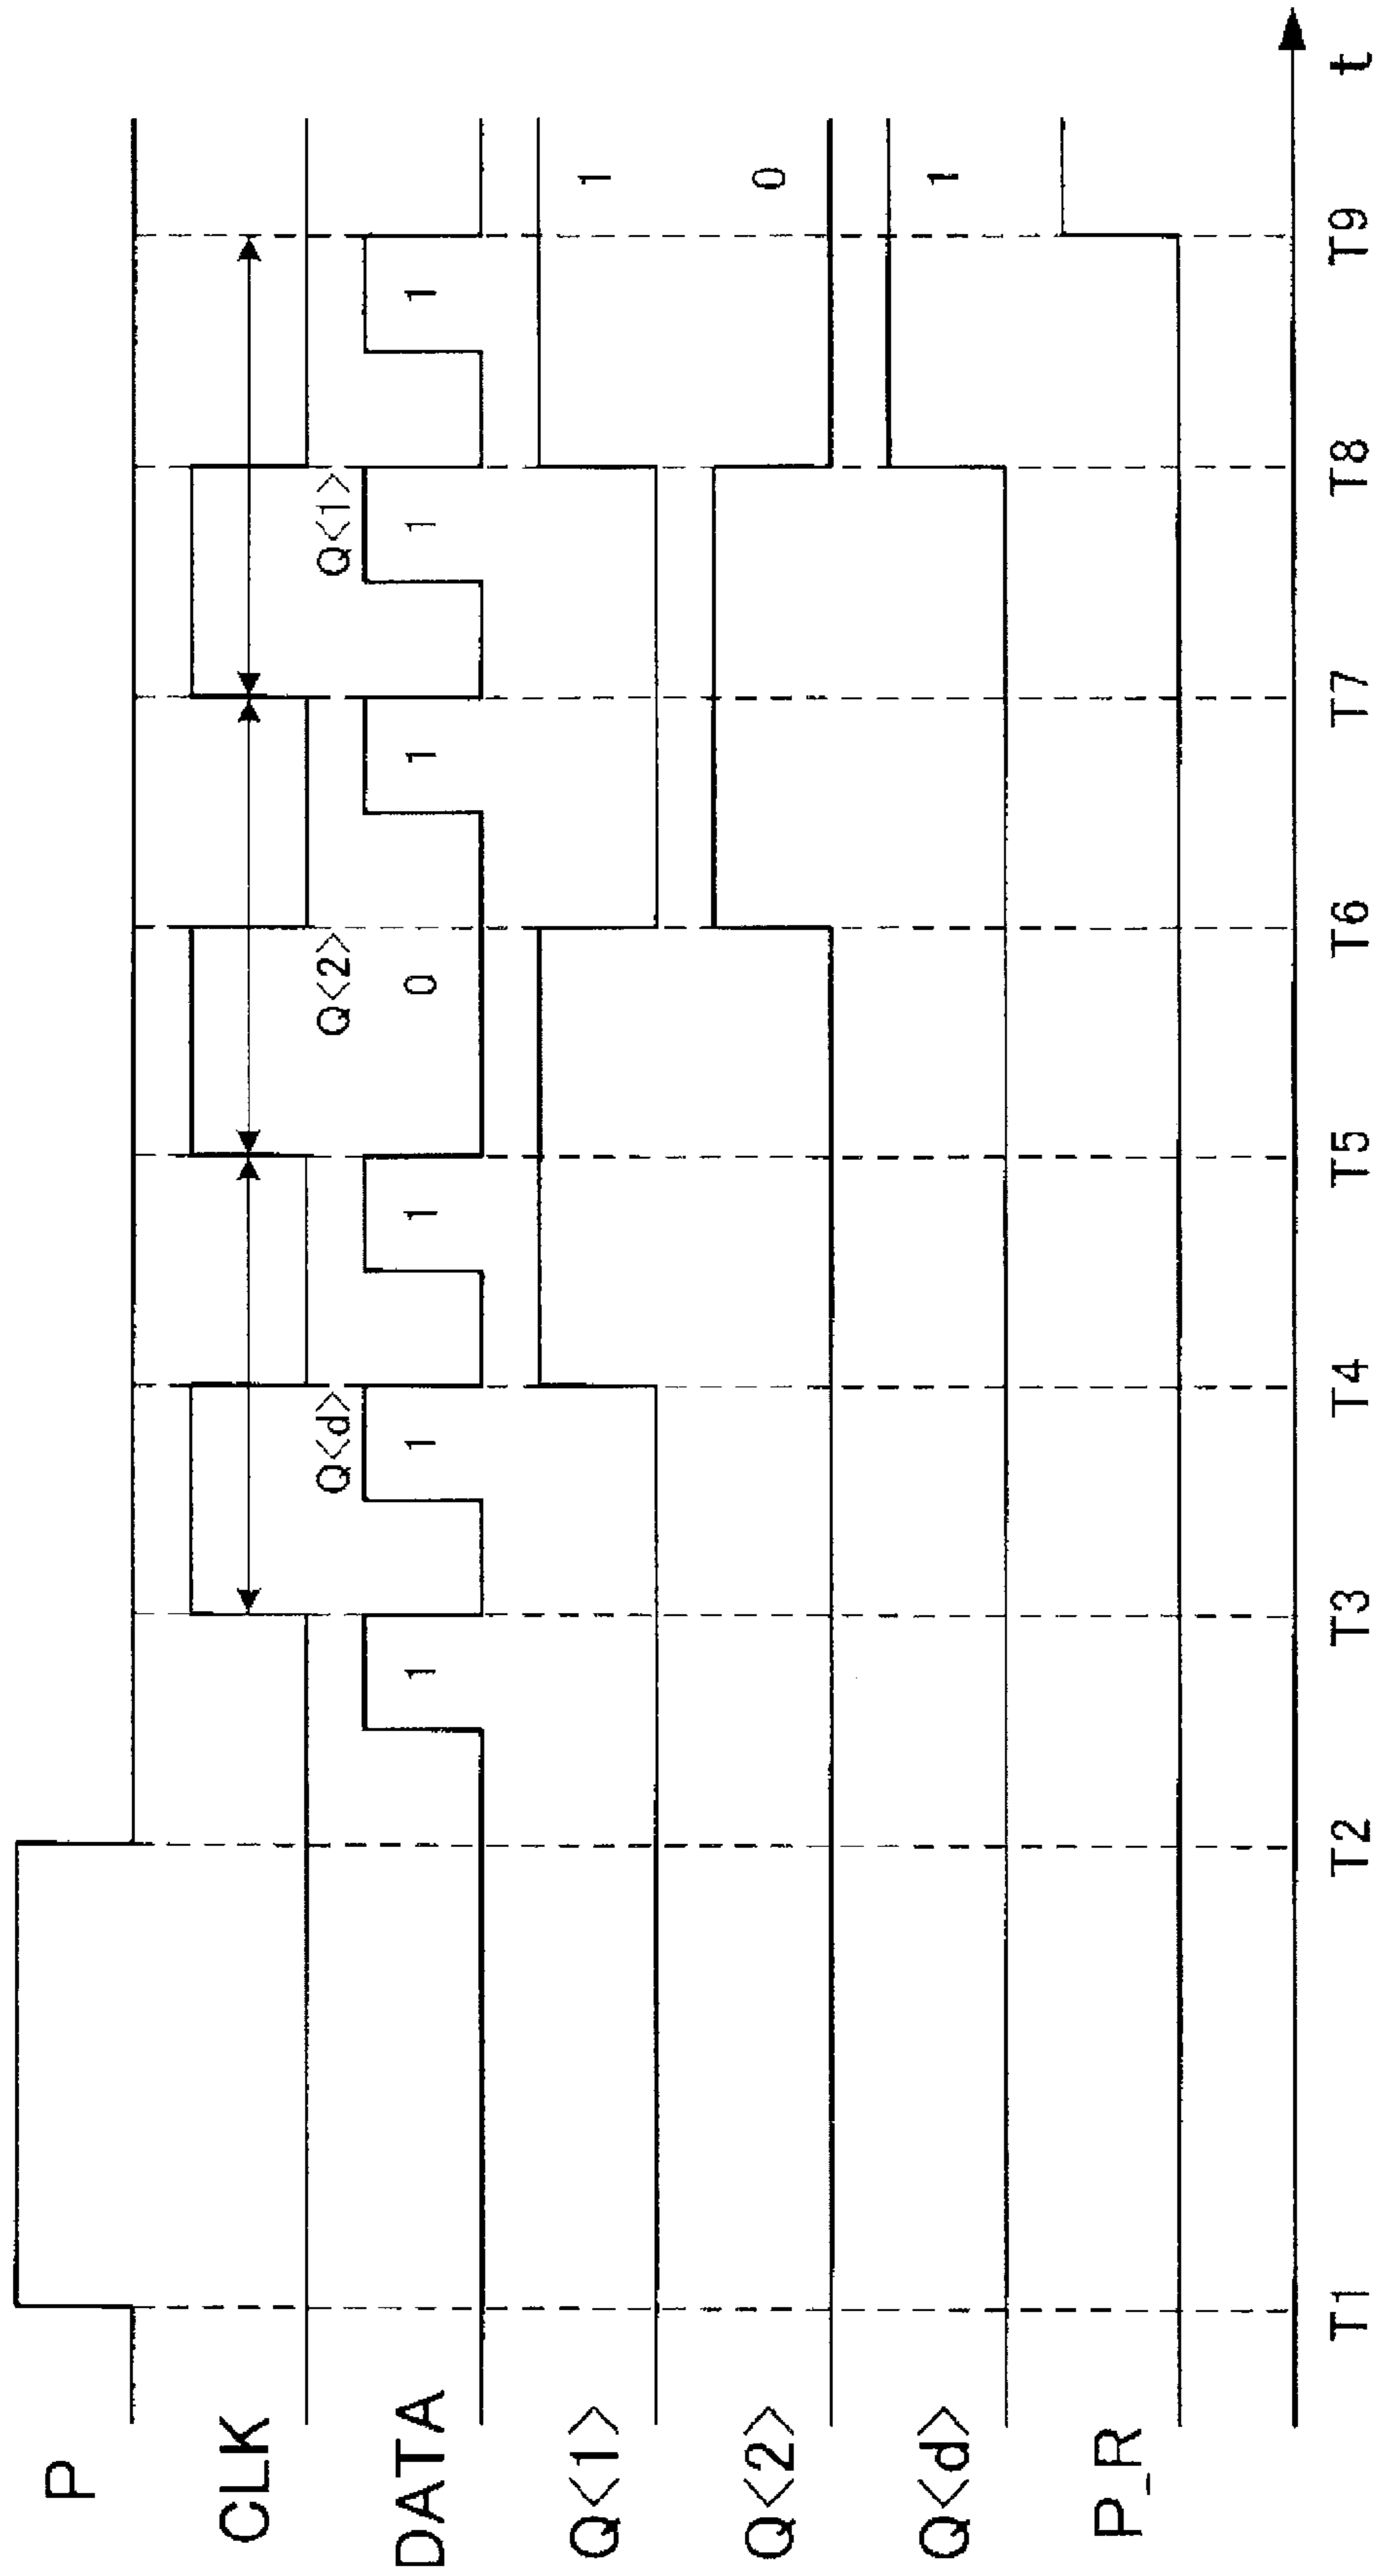 P
CLK
Q<d>
Q<2>
Q<1>
DATA
1
1
1
0
1
1
1
Q<1>
1
Q<2>
0
Q<d>
1
P_R
T1
T2
T3
T4
T5
T6
T7
T8
T9
t